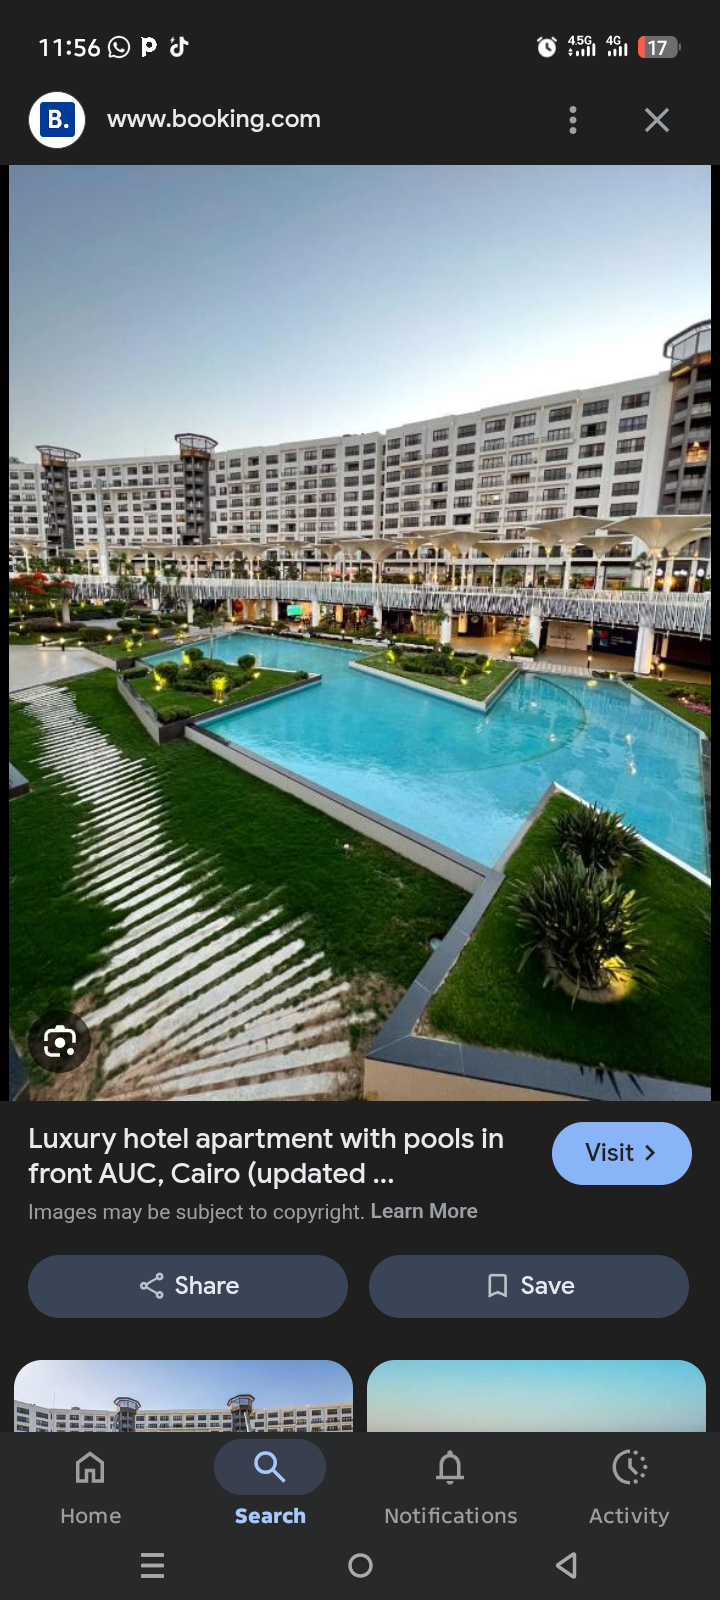 11:56
4.5G 4G 17
B. www.booking.com
Luxury hotel apartment with pools in
front AUC, Cairo (updated ...
Visit
Images may be subject to copyright. Learn More
Share Save
Home Search Notifications Activity